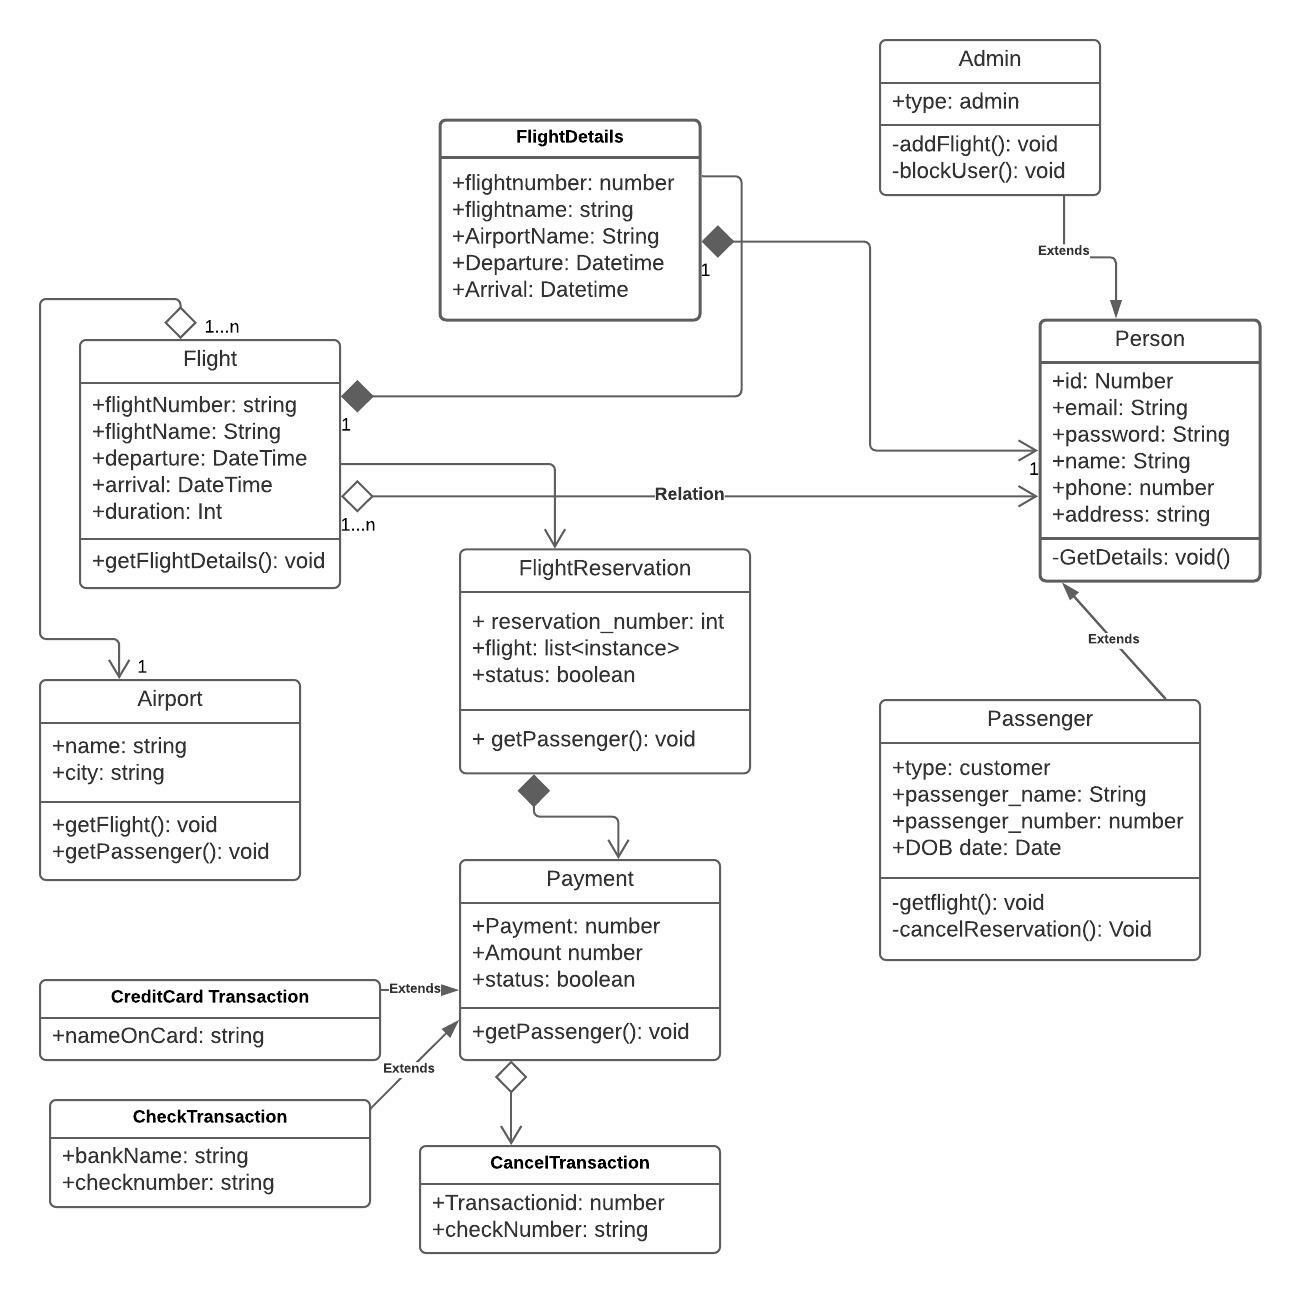 Admin
+type: admin
-addFlight(): void
-blockUser(): void
Extends
FlightDetails
+flightnumber: number
+flightname: string
+AirportName: String
+Departure: Datetime
+Arrival: Datetime
1
1...n
Flight
+flightNumber: string
+flightName: String
+departure: DateTime
+arrival: DateTime
+duration: Int
+getFlightDetails(): void
1
1...n
Relation
1
Person
+id: Number
+email: String
+password: String
+name: String
+phone: number
+address: string
-GetDetails: void()
Extends
FlightReservation
+ reservation_number: int
+flight: list<instance>
+status: boolean
+ getPassenger(): void
1
Airport
+name: string
+city: string
+getFlight(): void
+getPassenger(): void
Passenger
+type: customer
+passenger_name: String
+passenger_number: number
+DOB date: Date
-getflight(): void
-cancelReservation(): Void
Payment
+Payment: number
+Amount number
+status: boolean
+getPassenger(): void
CreditCard Transaction
+nameOnCard: string
Extends
Extends
CheckTransaction
+bankName: string
+checknumber: string
CancelTransaction
+Transactionid: number
+checkNumber: string